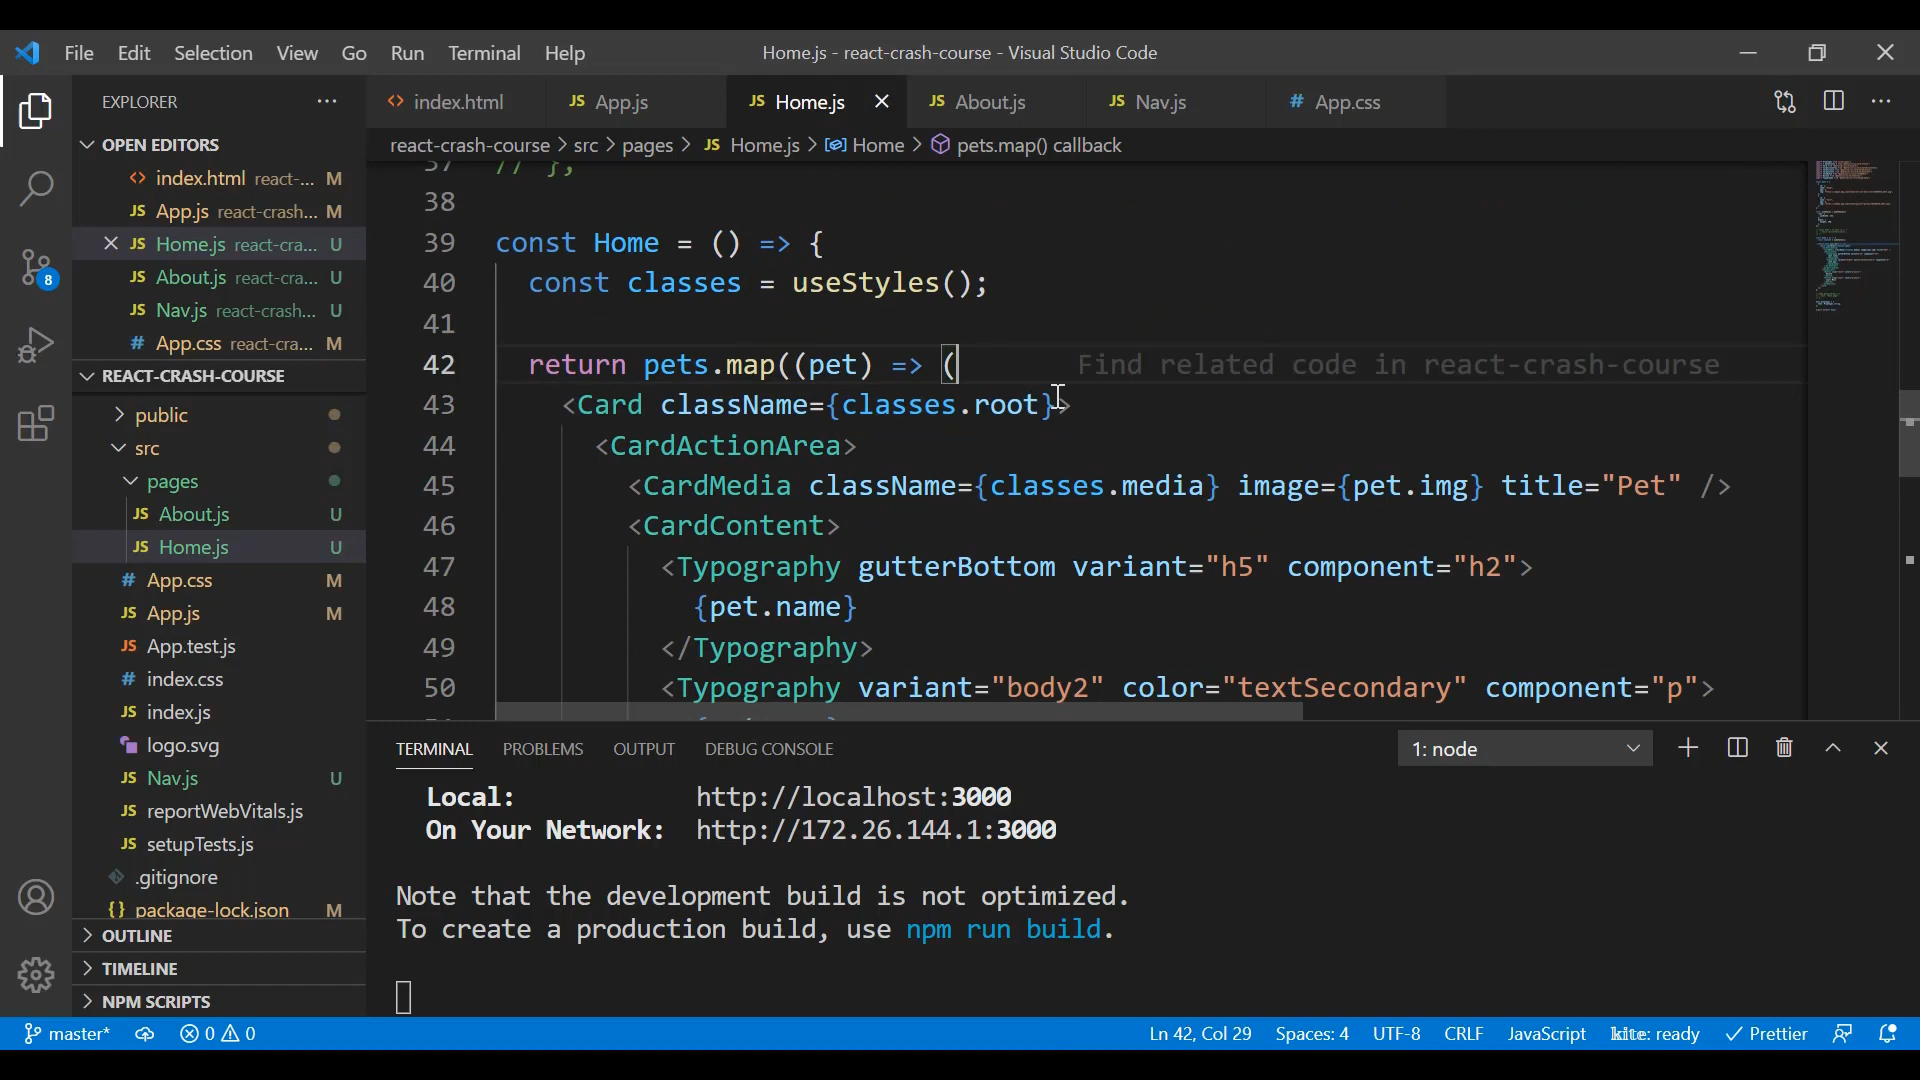 File Edit Selection View Go Run Terminal Help Home.js - react-crash-course - Visual Studio Code
EXPLORER
OPEN EDITORS
index.html react-... M
App.js react-crash... M
Home.js react-cra... U
About.js react-cra... U
Nav.js react-crash... U
App.css react-cra... M
REACT-CRASH-COURSE
public
src
pages
About.js U
Home.js U
App.css M
App.js M
App.test.js
index.css
index.js
logo.svg
Nav.js U
reportWebVitals.js
setupTests.js
.gitignore
package-lock.json M
OUTLINE
TIMELINE
NPM SCRIPTS
8
index.html JS App.js JS Home.js JS About.js JS Nav.js # App.css
react-crash-course > src > pages > JS Home.js > Home > pets.map() callback
37 // };
38
39 const Home = () => {
40 const classes = useStyles();
41
42 return pets.map((pet) => ( Find related code in react-crash-course
43 <Card className={classes.root}>
44 <CardActionArea>
45 <CardMedia className={classes.media} image={pet.img} title="Pet" />
46 <CardContent>
47 <Typography gutterBottom variant="h5" component="h2">
48 {pet.name}
49 </Typography>
50 <Typography variant="body2" color="textSecondary" component="p">
TERMINAL PROBLEMS OUTPUT DEBUG CONSOLE 1: node
Local: http://localhost:3000
On Your Network: http://172.26.144.1:3000
Note that the development build is not optimized.
To create a production build, use npm run build.
master* 0 0 Ln 42, Col 29 Spaces: 4 UTF-8 CRLF JavaScript kite: ready Prettier